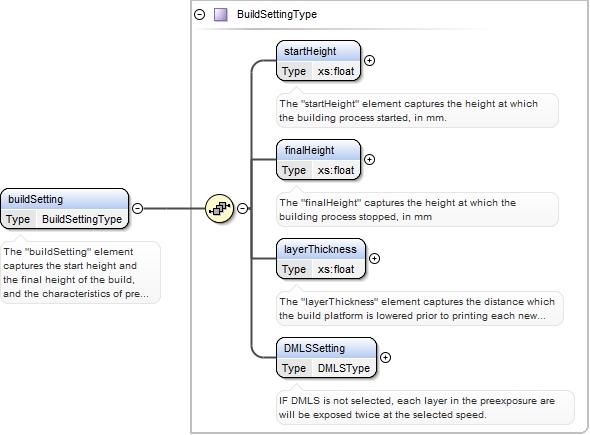 BuildSettingType
startHeight
Type xs:float
The "startHeight" element captures the height at which
the building process started, in mm.
finalHeight
Type xs:float
The "finalHeight" captures the height at which the
building process stopped, in mm
buildSetting
Type BuildSettingType
The "buildSetting" element
captures the start height and
the final height of the build,
and the characteristics of pre...
layerThickness
Type xs:float
The "layerThickness" element captures the distance which
the build platform is lowered prior to printing each new...
DMLSSetting
Type DMLSType
IF DMLS is not selected, each layer in the preexposure are
will be exposed twice at the selected speed.